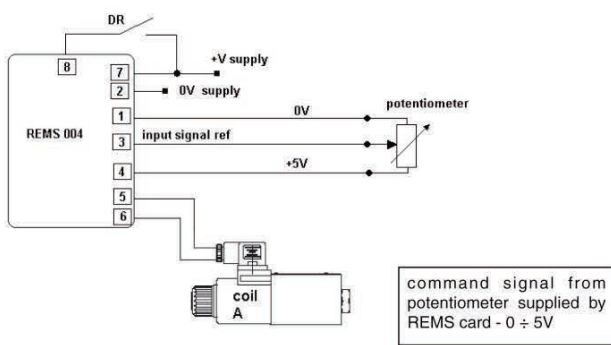 DR
8
7
+V supply
2
0V supply
1
0V
potentiometer
REMS 004
3
input signal ref
4
+5V
5
6
coil
A
command signal from
potentiometer supplied by
REMS card - 0 ÷ 5V